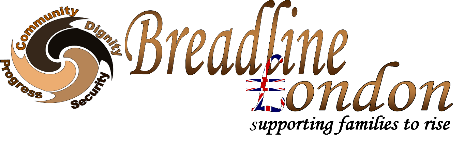 Community
Dignity
Progress
Security
Breadline
London
supporting families to rise